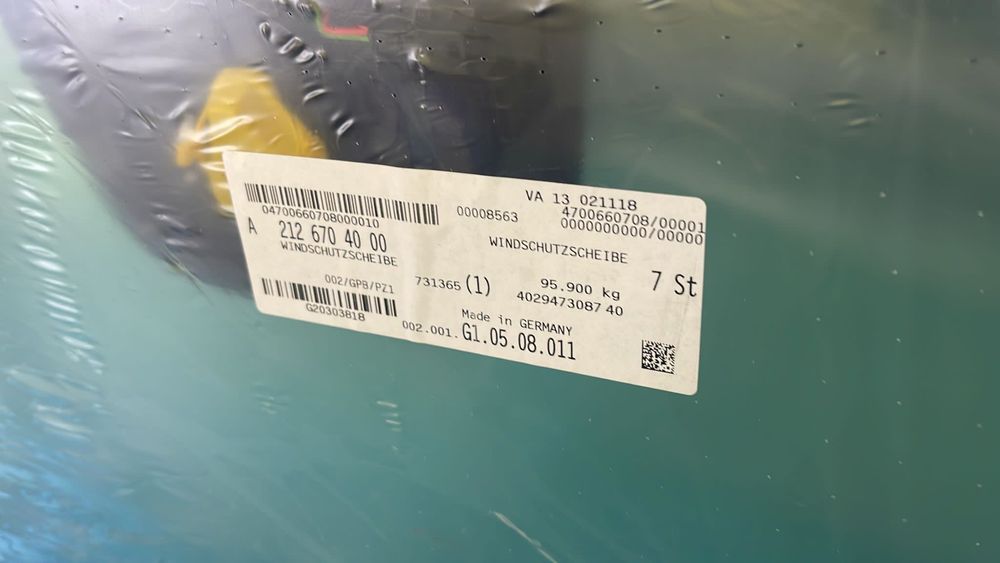 VA 13 021118
04700660708000010
00008563
4700660708/00001
0000000000/00000
A 212 670 40 00
WINDSCHUTZSCHEIBE
WINDSCHUTZSCHEIBE
7 St
002/GPB/PZ1
731365 (1)
95.900 kg
4029473087 40
G20303818
Made in GERMANY
002.001. G1.05.08.011